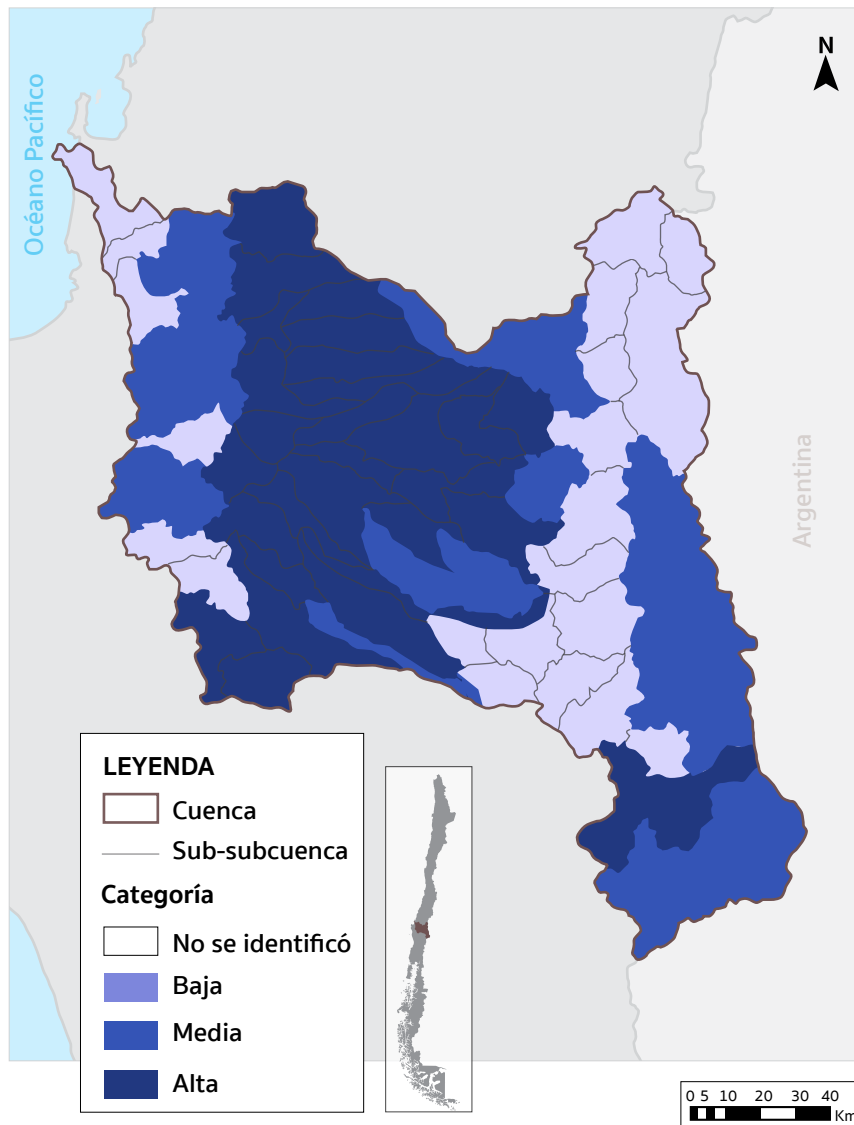 N
Océano Pacífico
Argentina
LEYENDA
Cuenca
Sub-subcuenca
Categoría
No se identificó
Baja
Media
Alta
0 5 10 20 30 40
Km